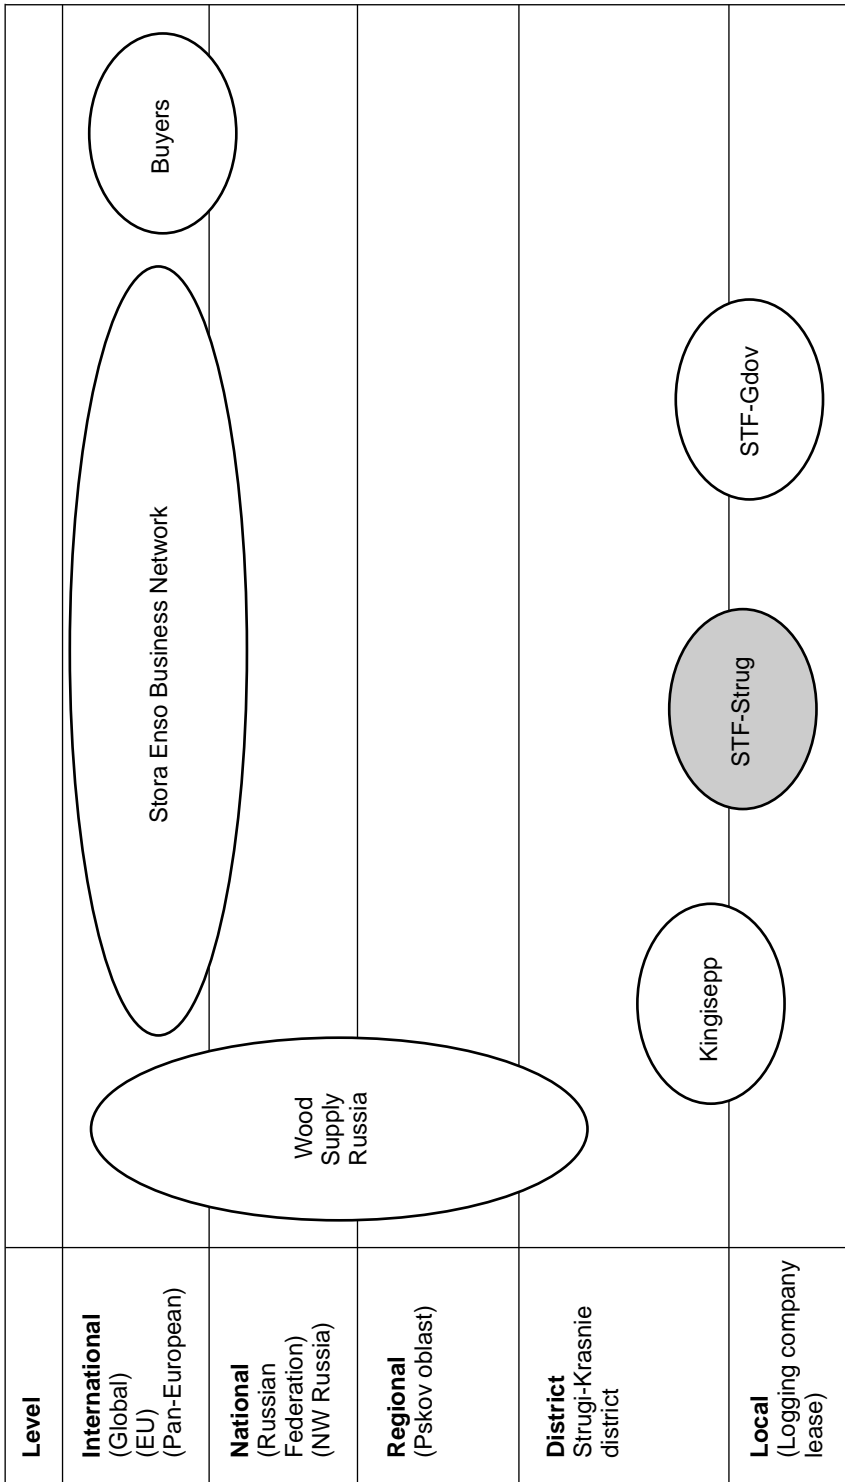 Level
International
(Global)
(EU)
(Pan-European)
National
(Russian
Federation)
(NW Russia)
Regional
(Pskov oblast)
District
Strugi-Krasnie
district
Local
(Logging company
lease)
Wood
Supply
Russia
Stora Enso Business Network
Buyers
Kingisepp
STF-Strug
STF-Gdov